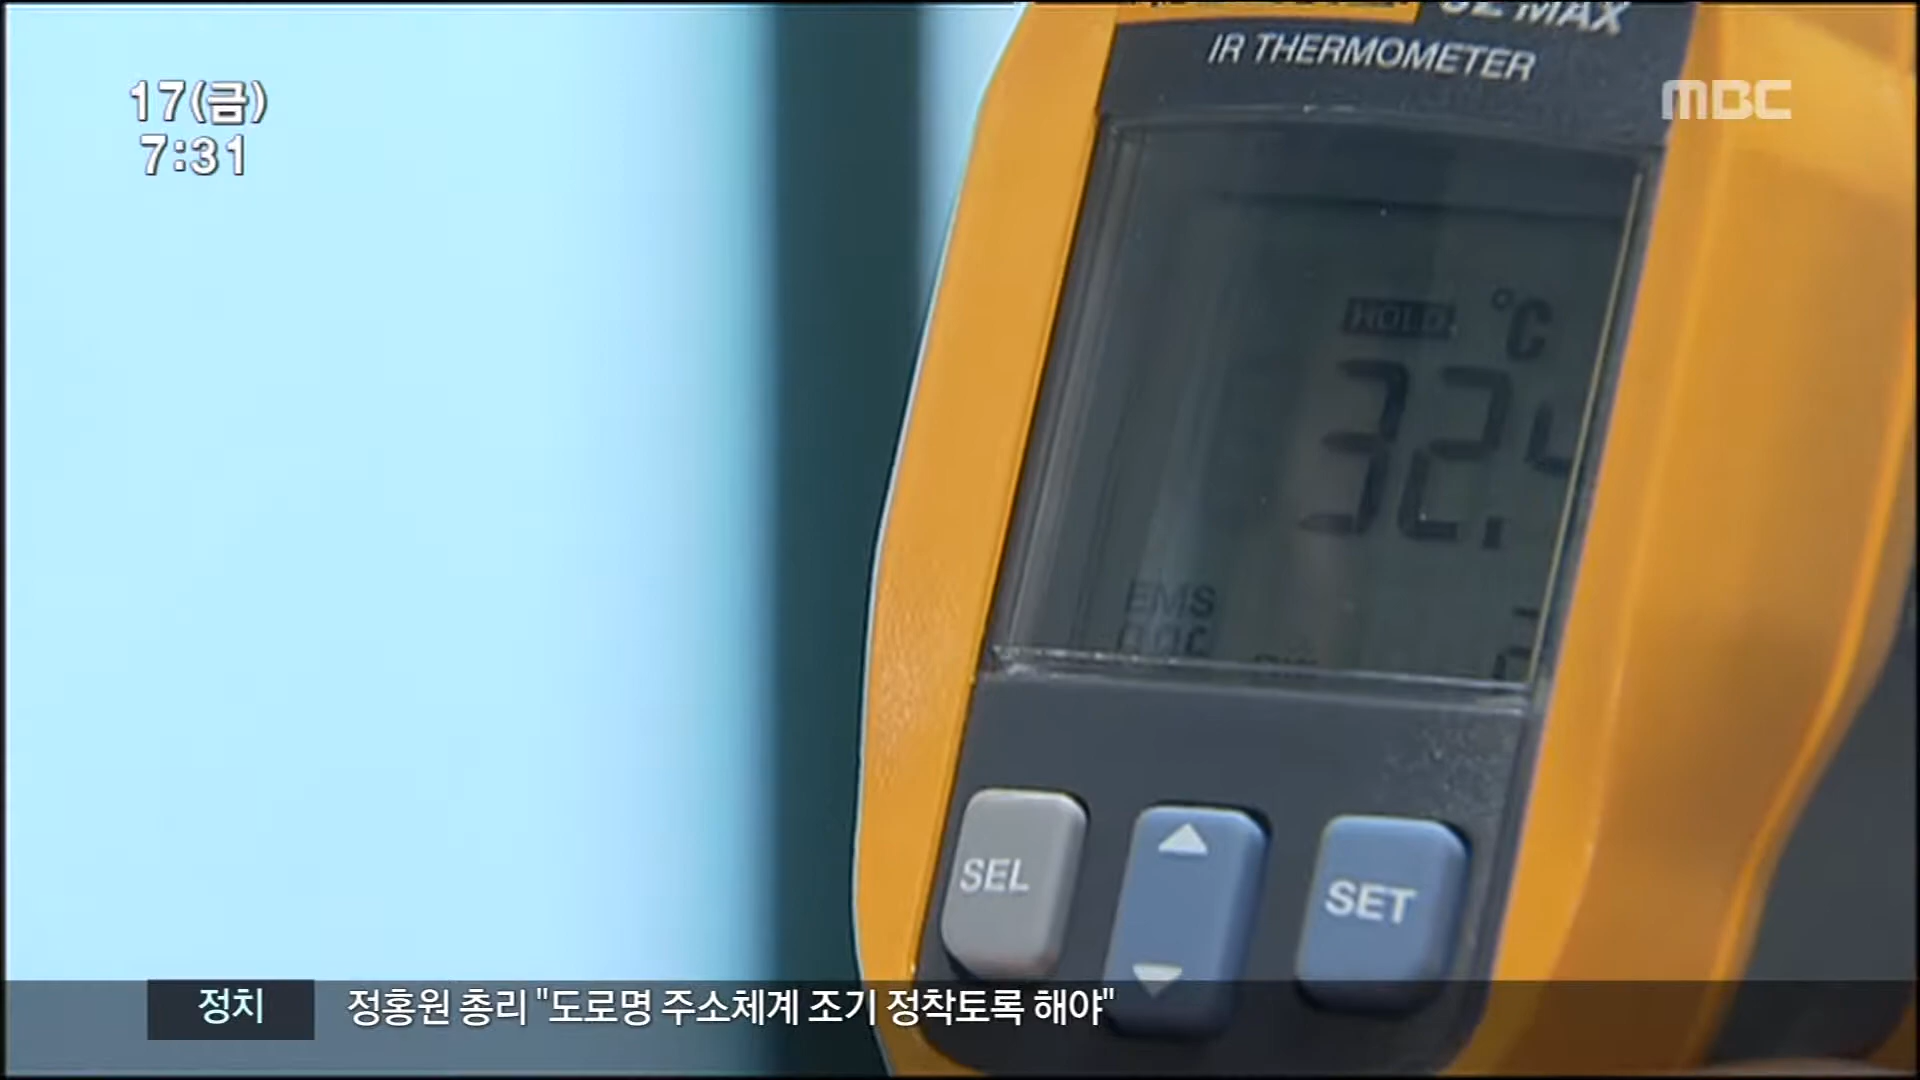 17(금)
7:31
MAX
IR THERMOMETER
MBC
HOLD °C
32.4
EMS
SEL
SET
정치
정홍원 총리 "도로명 주소체계 조기 정착토록 해야"